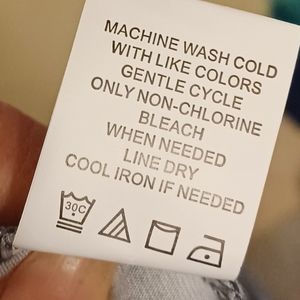 MACHINE WASH COLD
WITH LIKE COLORS
GENTLE CYCLE
ONLY NON-CHLORINE
BLEACH
WHEN NEEDED
LINE DRY
COOL IRON IF NEEDED
30C